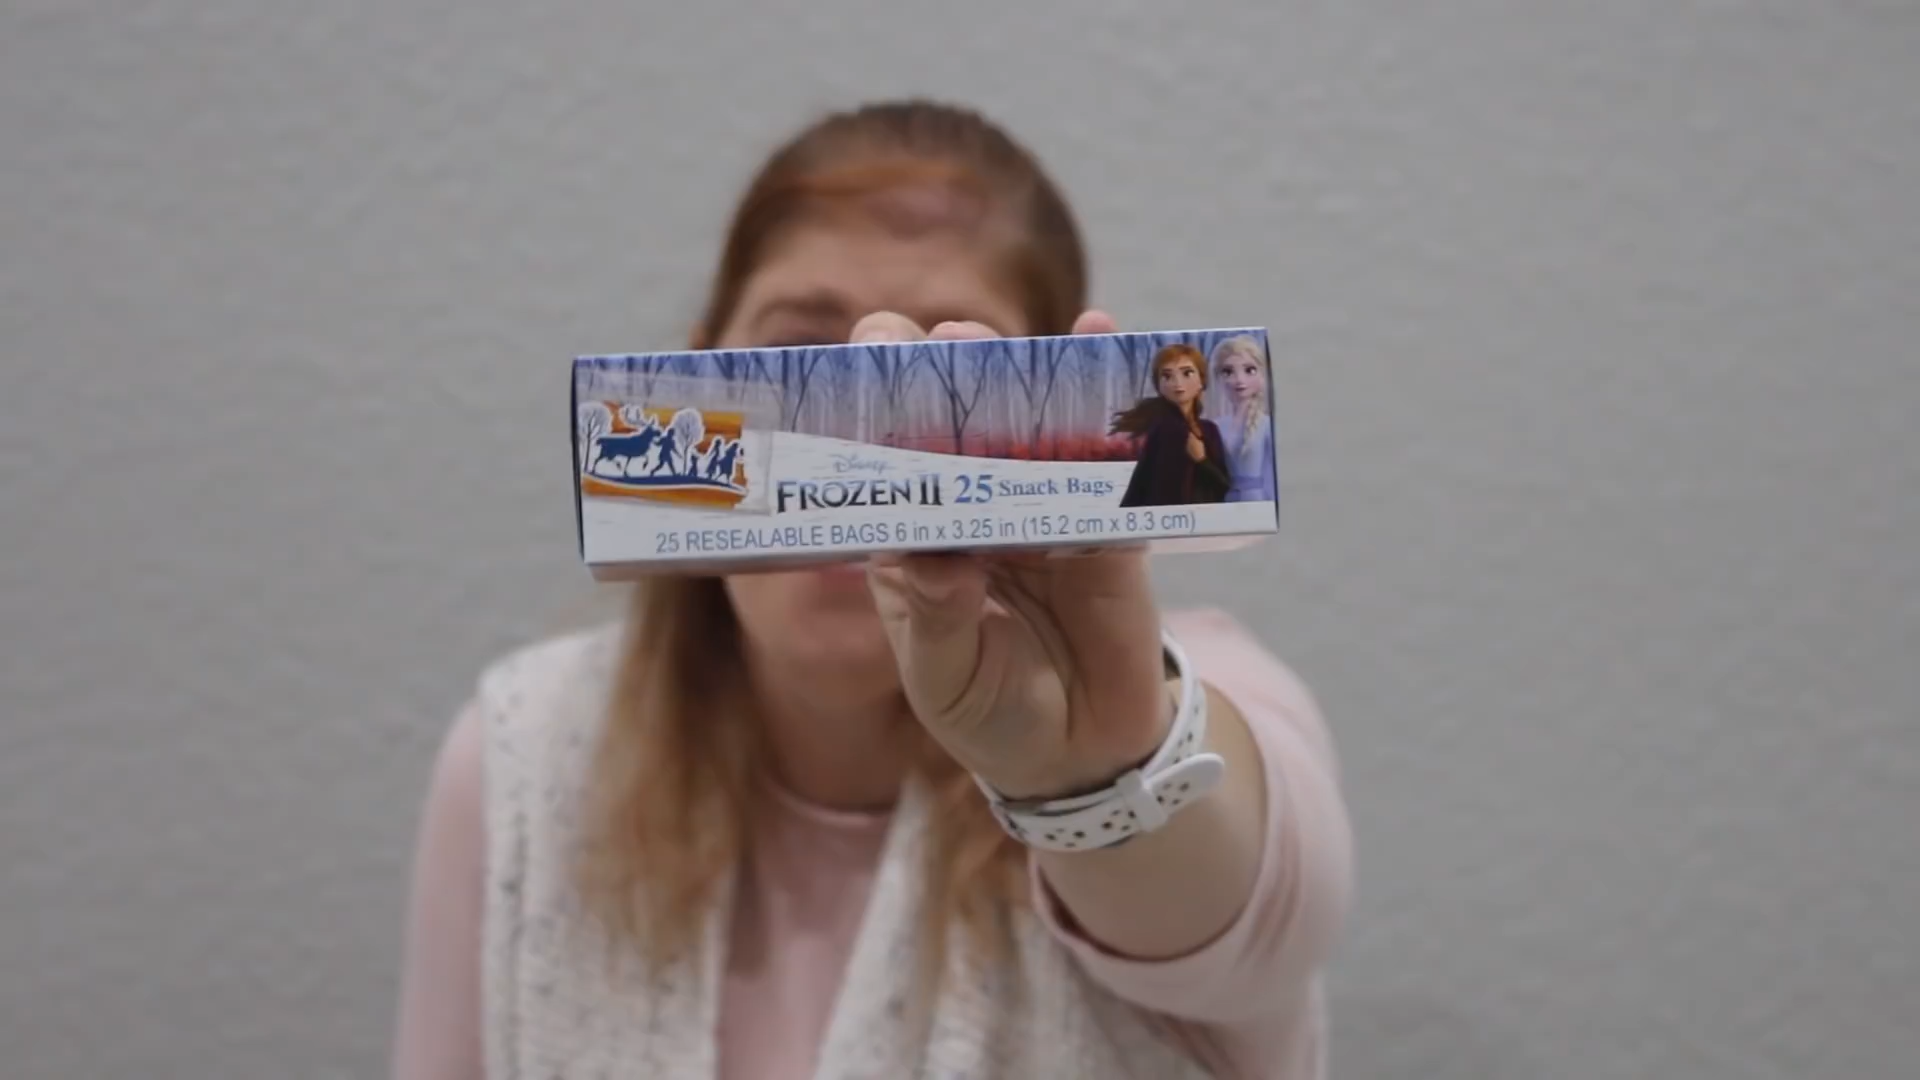 Disney
FROZEN II 25 Snack Bags
25 RESEALABLE BAGS 6 in x 3.25 in (15.2 cm x 8.3 cm)